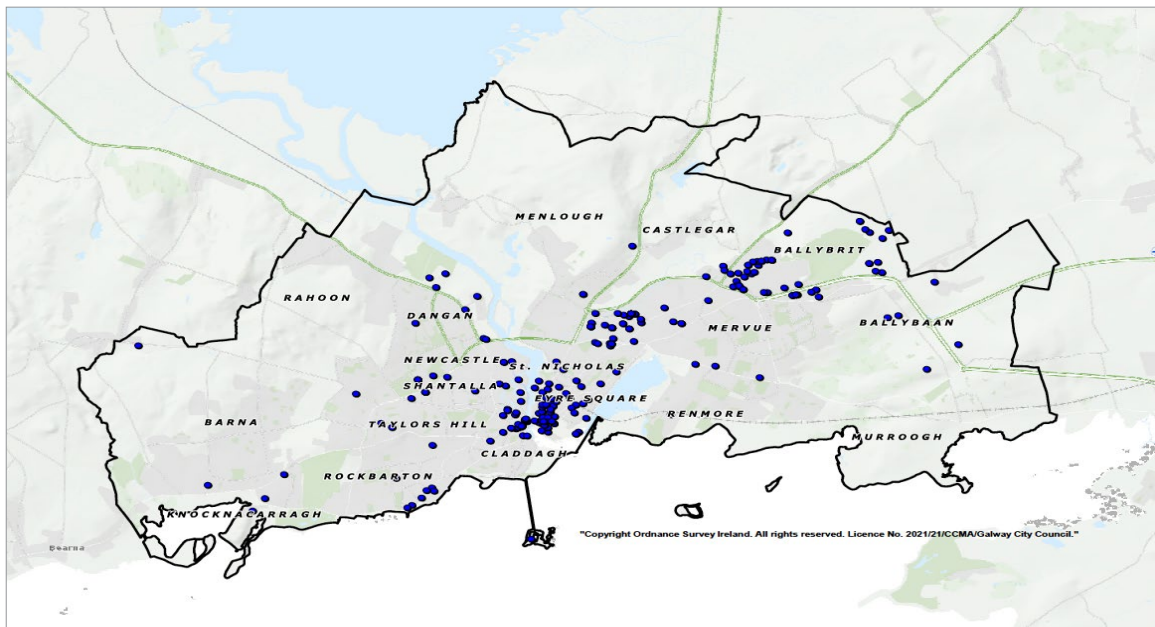 MENLOUGH
CASTLEGAR
BALLYBRIT
RAHOON
DANGAN
MERVUE
BALLYBAAN
NEWCASTLE
St. NICHOLAS
SHANTALLA
EYRE SQUARE
RENMORE
BARNA
TAYLORS HILL
MURROOGH
CLADDAGH
ROCKBARTON
KNOCKNACARRAGH
"Copyright Ordnance Survey Ireland. All rights reserved. Licence No. 2021/21/CCMA/Galway City Council."
Bearna